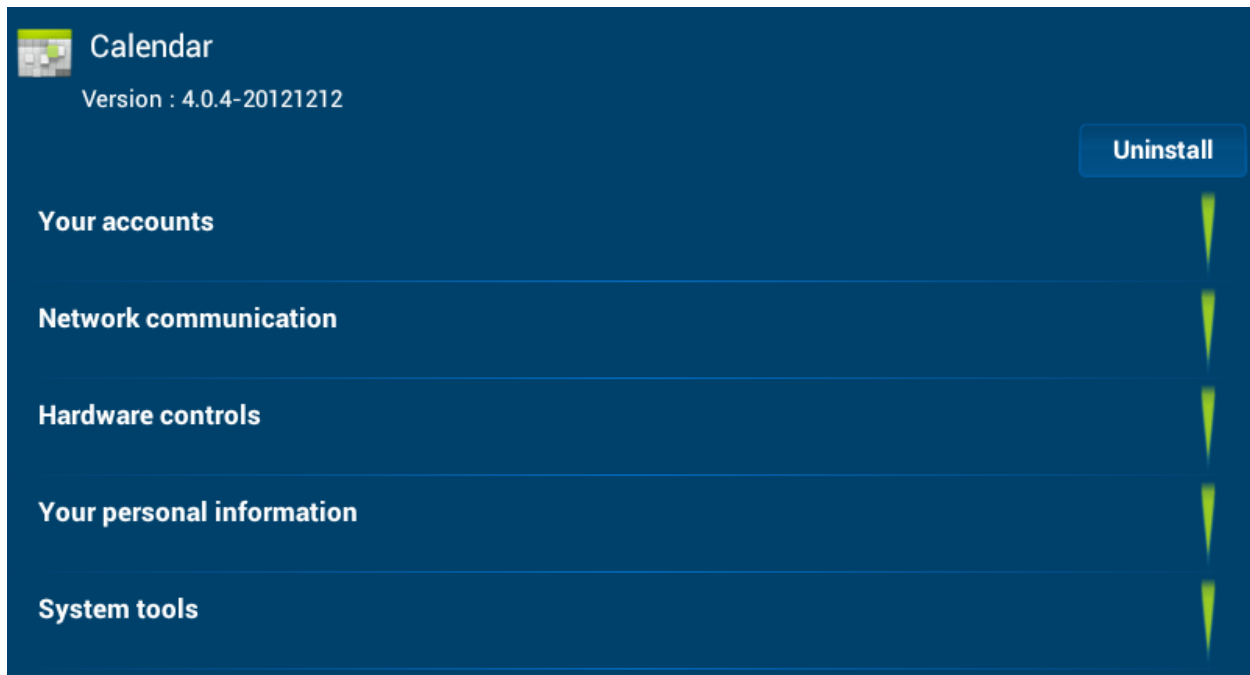 Calendar
Version : 4.0.4-20121212
Uninstall
Your accounts
Network communication
Hardware controls
Your personal information
System tools